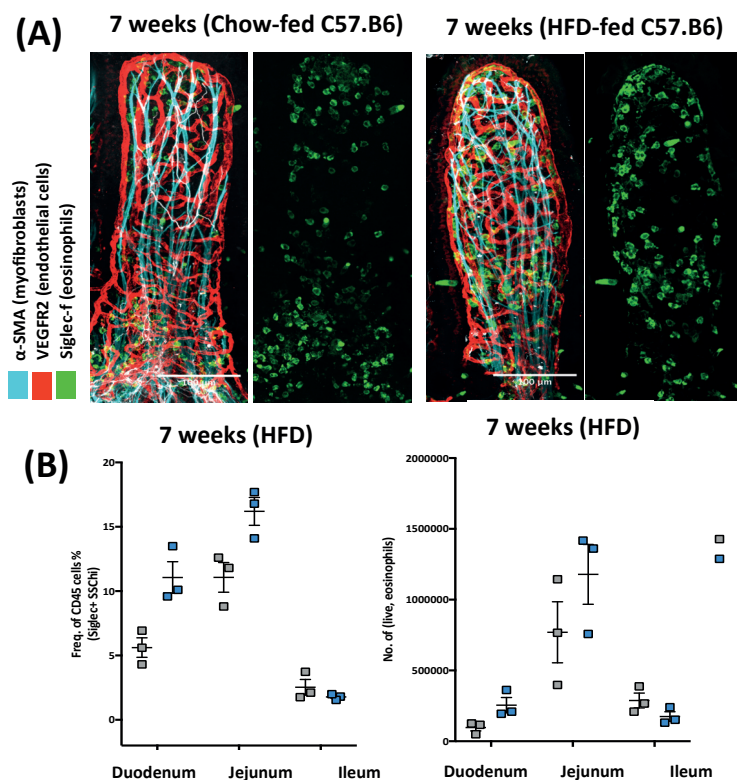 (A)
7 weeks (Chow-fed C57.B6)
7 weeks (HFD-fed C57.B6)
α-SMA (myofibroblasts)
VEGFR2 (endothelial cells)
Siglec-f (eosinophils)
100 μm
100 μm
(B)
7 weeks (HFD)
Freq. of CD45 cells %
(Siglec+ SSChi)
20
15
10
5
0
Duodenum
Jejunum
Ileum
7 weeks (HFD)
No. of (live, eosinophils)
2000000
1500000
1000000
500000
0
Duodenum
Jejunum
Ileum